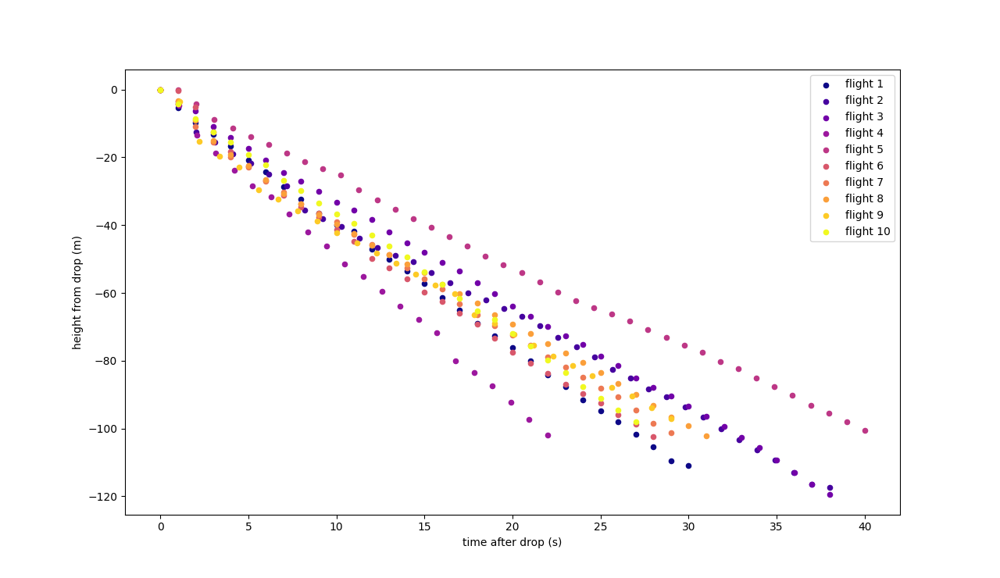 flight 1
flight 2
flight 3
flight 4
flight 5
flight 6
flight 7
flight 8
flight 9
flight 10
height from drop (m)
0
−20
−40
−60
−80
−100
−120
0 5 10 15 20 25 30 35 40
time after drop (s)